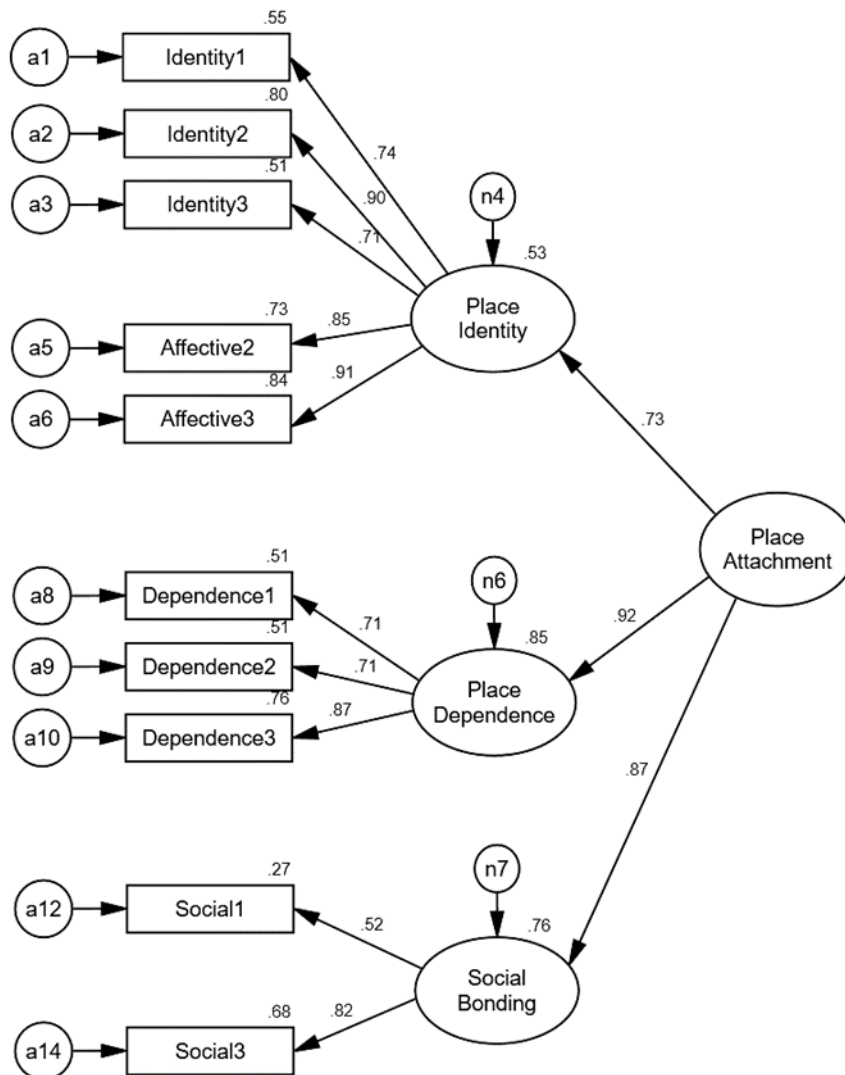 .55
a1
Identity1
.80
a2
Identity2
.51
a3
Identity3
.74
.90
.71
n4
.53
Place
Identity
.73
a5
Affective2
.85
.84
a6
Affective3
.91
.73
Place
Attachment
.51
a8
Dependence1
.51
a9
Dependence2
.76
a10
Dependence3
.71
.71
.87
n6
.85
Place
Dependence
.92
.87
.27
a12
Social1
.52
n7
.76
Social
Bonding
.68
a14
Social3
.82